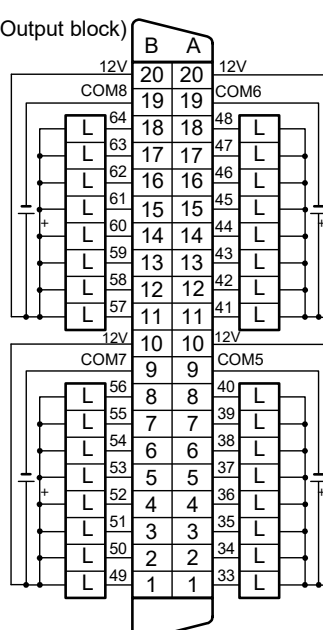 Output block)
B A
12V 20 20 12V
COM8 19 19 COM6
L 64 18 18 48 L
L 63 17 17 47 L
L 62 16 16 46 L
L 61 15 15 45 L
+ L 60 14 14 44 L +
L 59 13 13 43 L
L 58 12 12 42 L
L 57 11 11 41 L
12V 10 10 12V
COM7 9 9 COM5
L 56 8 8 40 L
L 55 7 7 39 L
L 54 6 6 38 L
L 53 5 5 37 L
+ L 52 4 4 36 L +
L 51 3 3 35 L
L 50 2 2 34 L
L 49 1 1 33 L